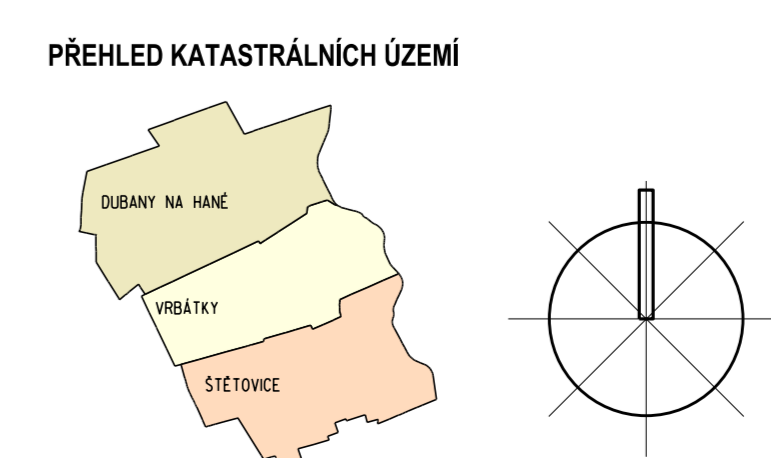 PŘEHLED KATASTRÁLNÍCH ÚZEMÍ
DUBANY NA HANÉ
VRBÁTKY
ŠTĚTOVICE